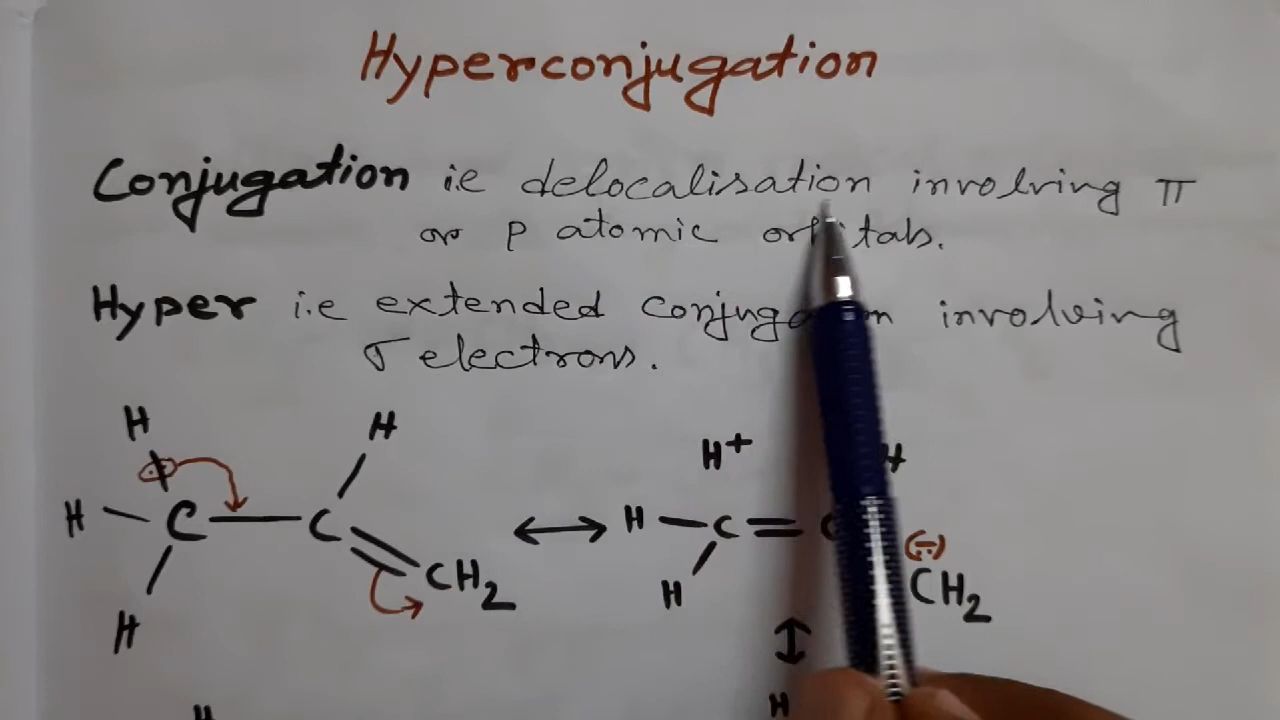 Hyperconjugation
Conjugation i.e delocalisation involving π
or p atomic orbitals.
Hyper i.e extended conjugation involving
σ electrons.
H H H+ H
H C C H C = C
CH2 CH2
H H
H H